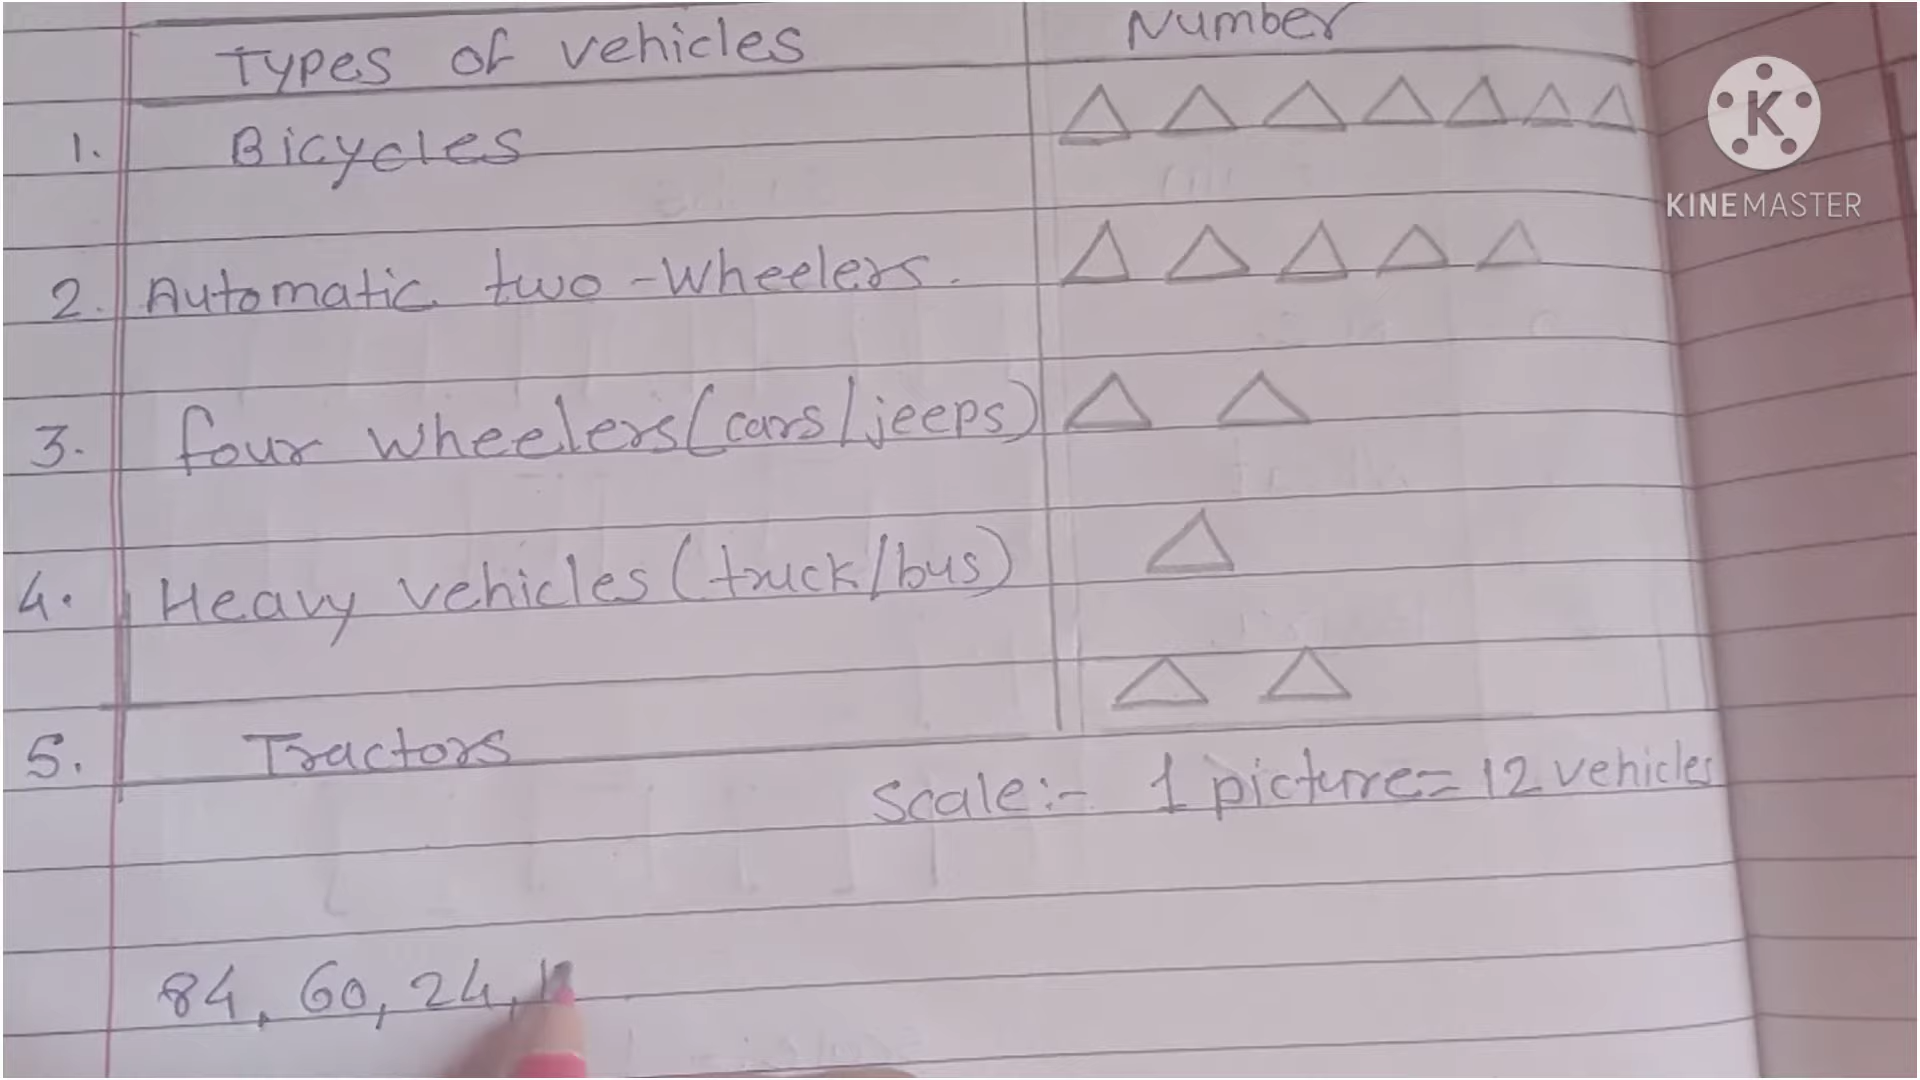 Types of vehicles Number
1. Bicycles
2. Automatic two-wheelers.
3. four wheelers(cars/jeeps)
4. Heavy vehicles(truck/bus)
5. Tractors
Scale:- 1 picture=12 vehicles
84, 60, 24,
K
KINEMASTER